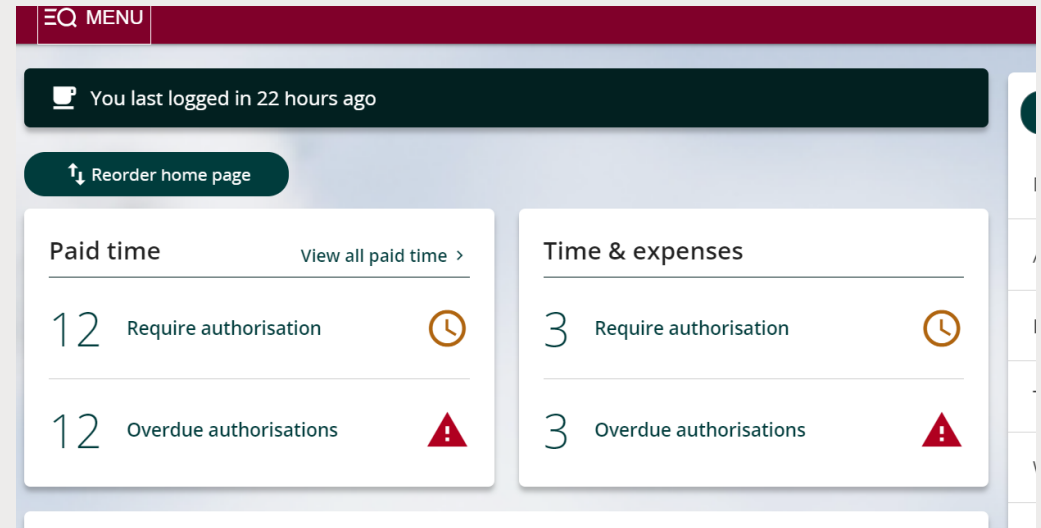 MENU
You last logged in 22 hours ago
Reorder home page
Paid time
View all paid time >
12 Require authorisation
12 Overdue authorisations
Time & expenses
3 Require authorisation
3 Overdue authorisations